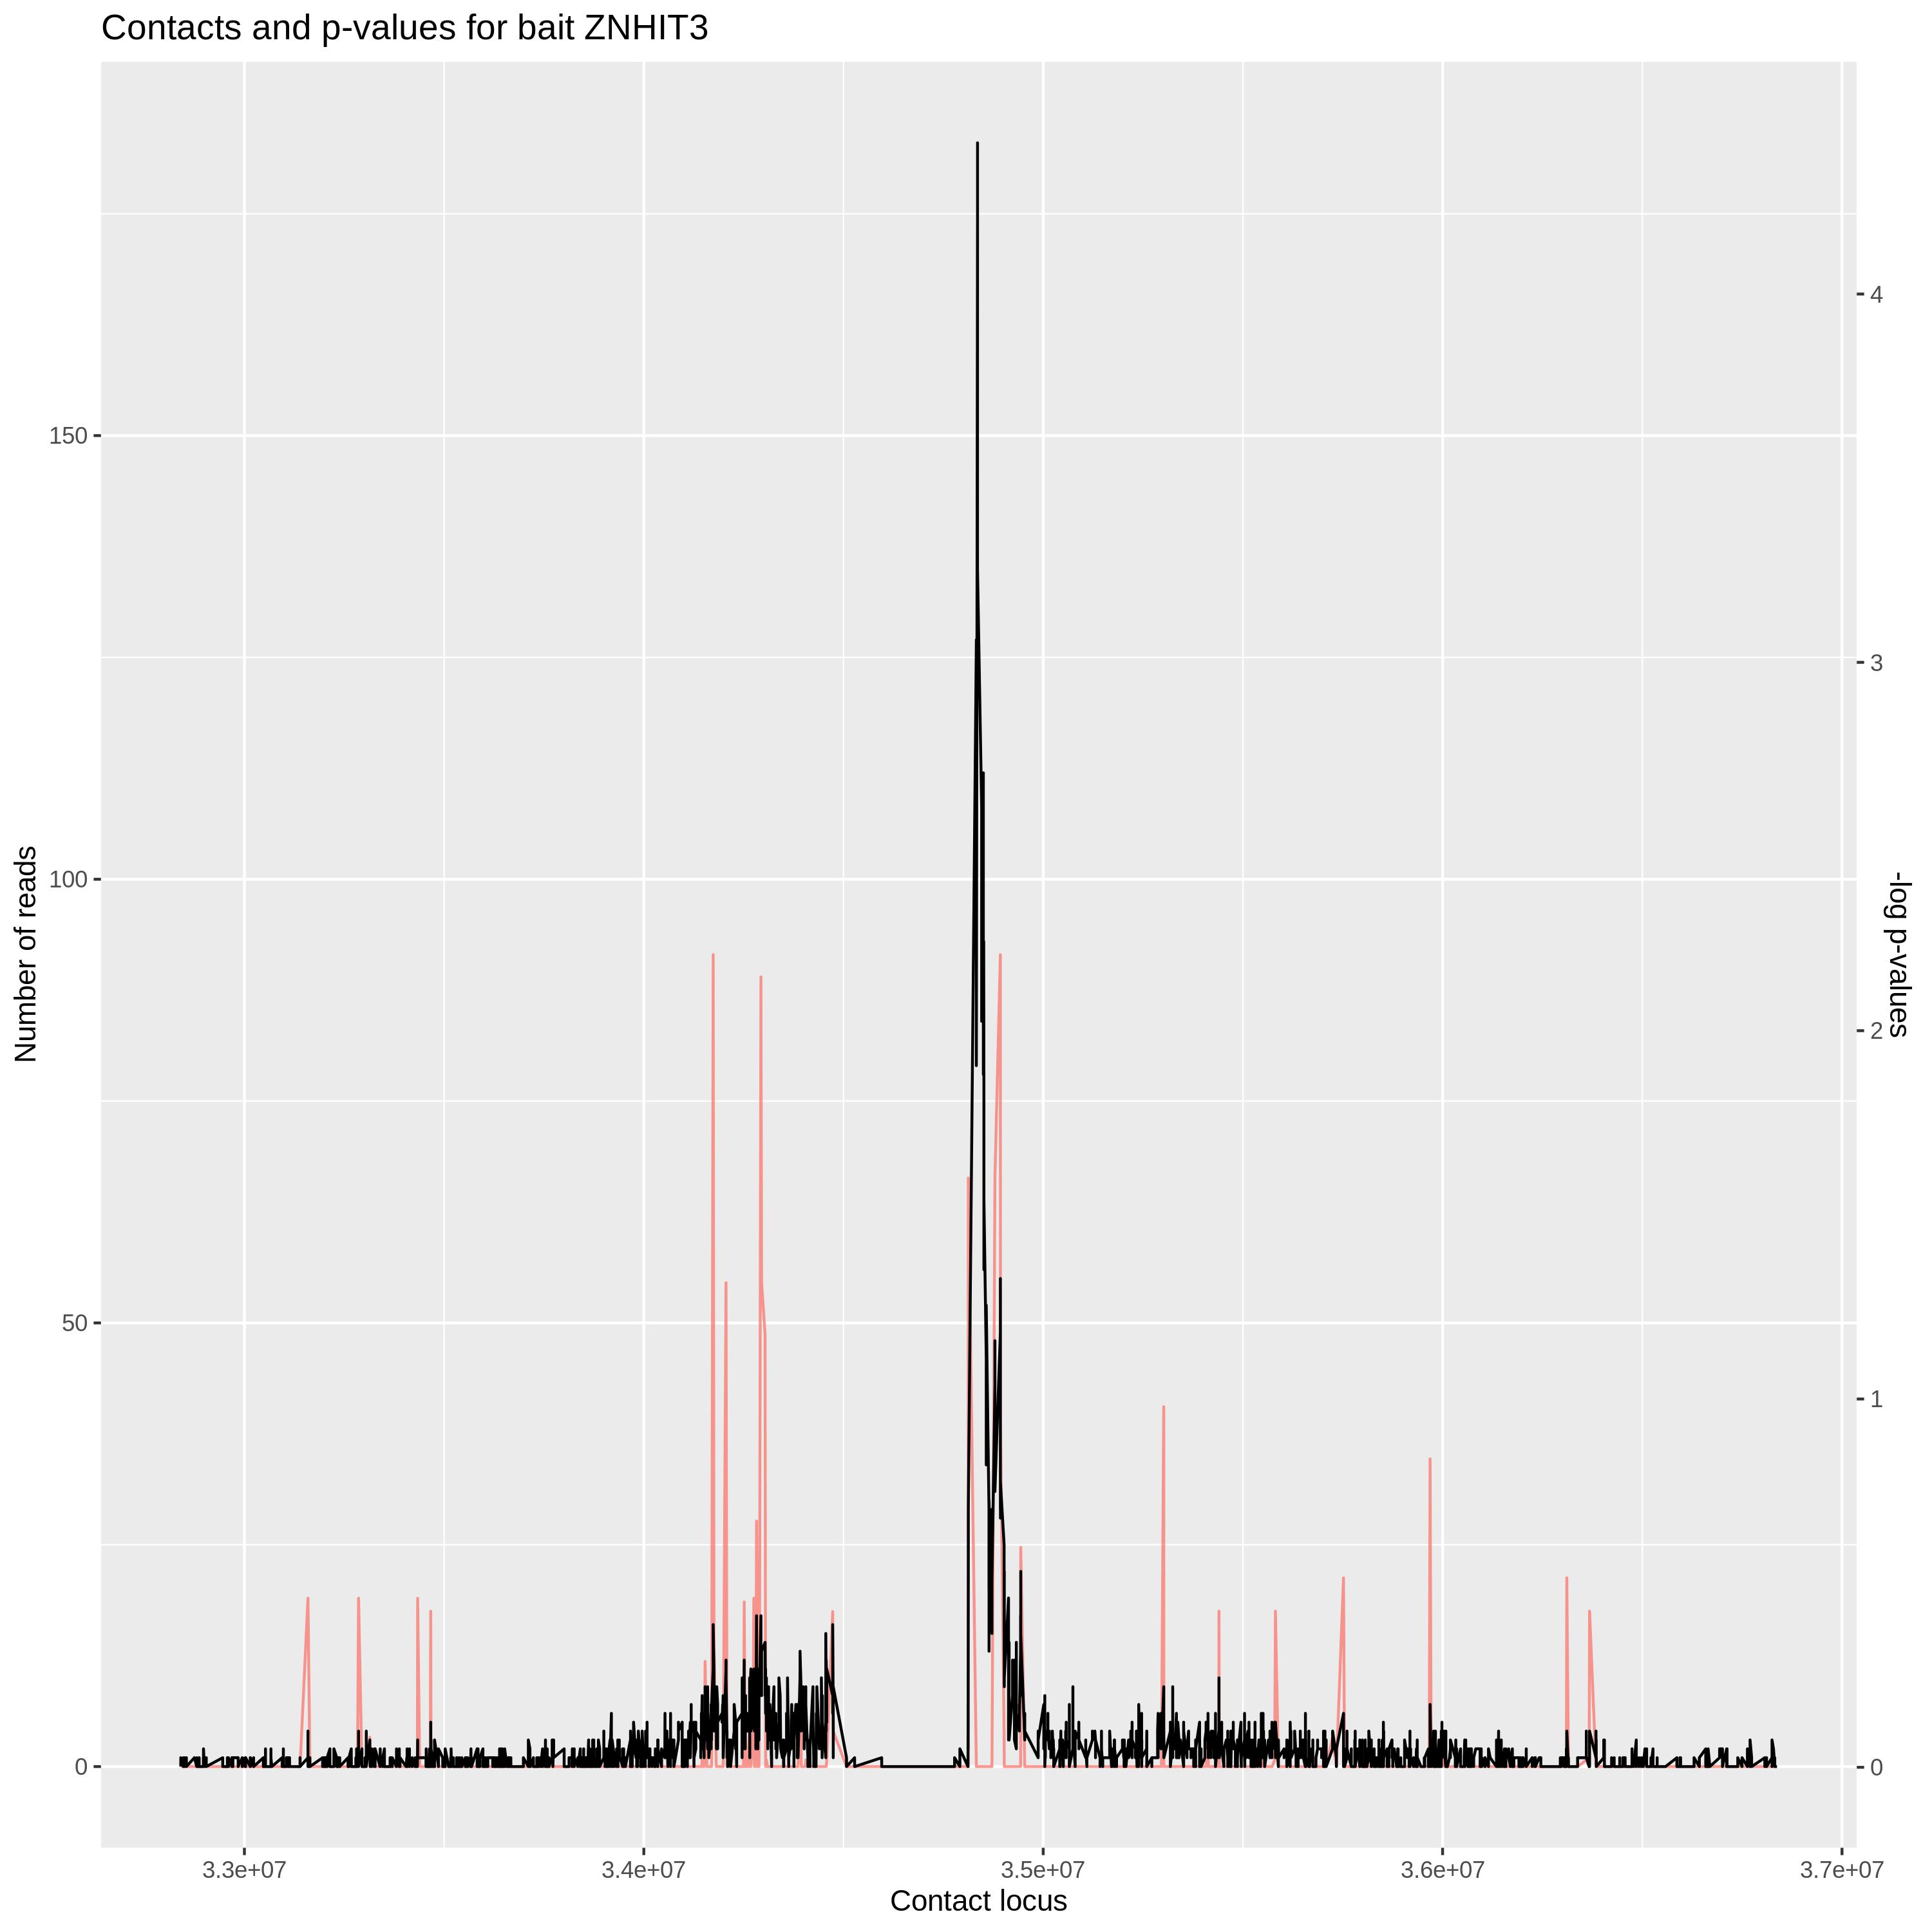 Contacts and p-values for bait ZNHIT3
Number of reads
150
100
50
0
4
3
2
1
0
-log p-values
3.3e+07
3.4e+07
3.5e+07
3.6e+07
3.7e+07
Contact locus